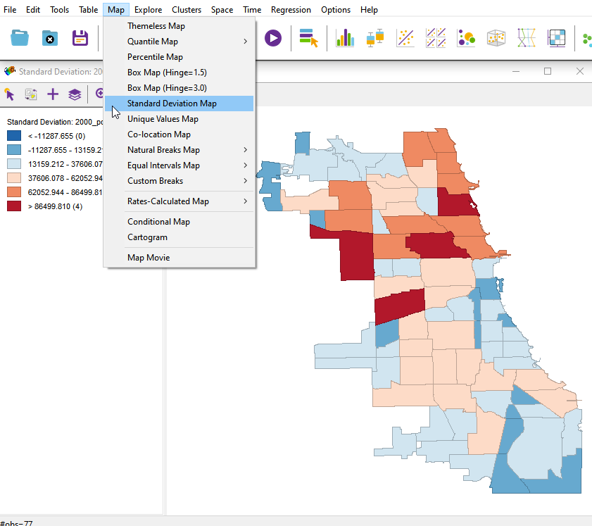 File Edit Tools Table Map Explore Clusters Space Time Regression Options Help
Standard Deviation: 200
Themeless Map
Quantile Map
Percentile Map
Box Map (Hinge=1.5)
Box Map (Hinge=3.0)
Standard Deviation Map
Unique Values Map
Co-location Map
Natural Breaks Map
Equal Intervals Map
Custom Breaks
Rates-Calculated Map
Conditional Map
Cartogram
Map Movie
Standard Deviation: 2000_po
< -11287.655 (0)
-11287.655 - 13159.21
13159.212 - 37606.07
37606.078 - 62052.944
62052.944 - 86499.81
> 86499.810 (4)
#obs=77